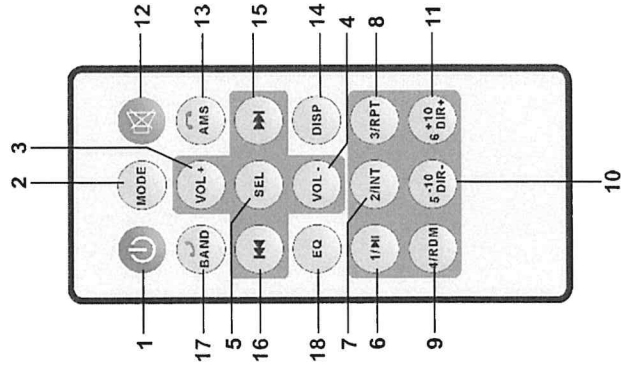 2 3
1 12
MODE
17 13
BAND VOL + AMS
5 15
16 SEL
18 14
EQ VOL - DISP
4
7 8
6 1/⏯ 2/INT 3/RPT
9 11
4/RDM 5 -10 DIR- 6 +10 DIR+
10